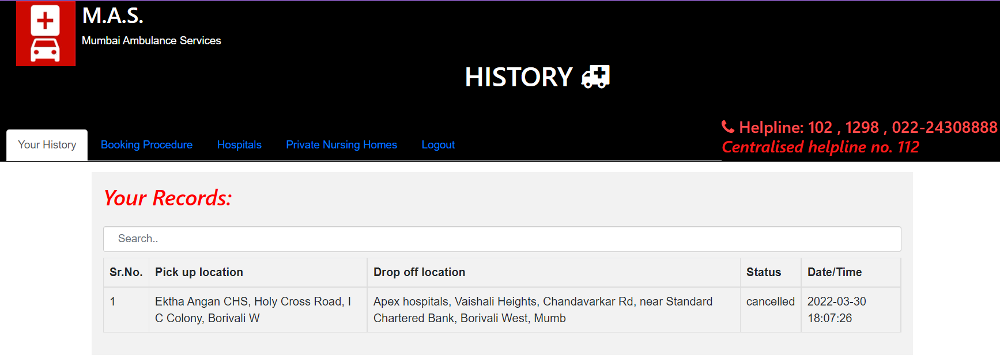 M.A.S.
Mumbai Ambulance Services
HISTORY
Helpline: 102 , 1298 , 022-24308888
Centralised helpline no. 112
Your History
Booking Procedure
Hospitals
Private Nursing Homes
Logout
Your Records:
Search..
Sr.No. Pick up location Drop off location Status Date/Time
1 Ektha Angan CHS, Holy Cross Road, I Apex hospitals, Vaishali Heights, Chandavarkar Rd, near Standard cancelled 2022-03-30
C Colony, Borivali W Chartered Bank, Borivali West, Mumb 18:07:26